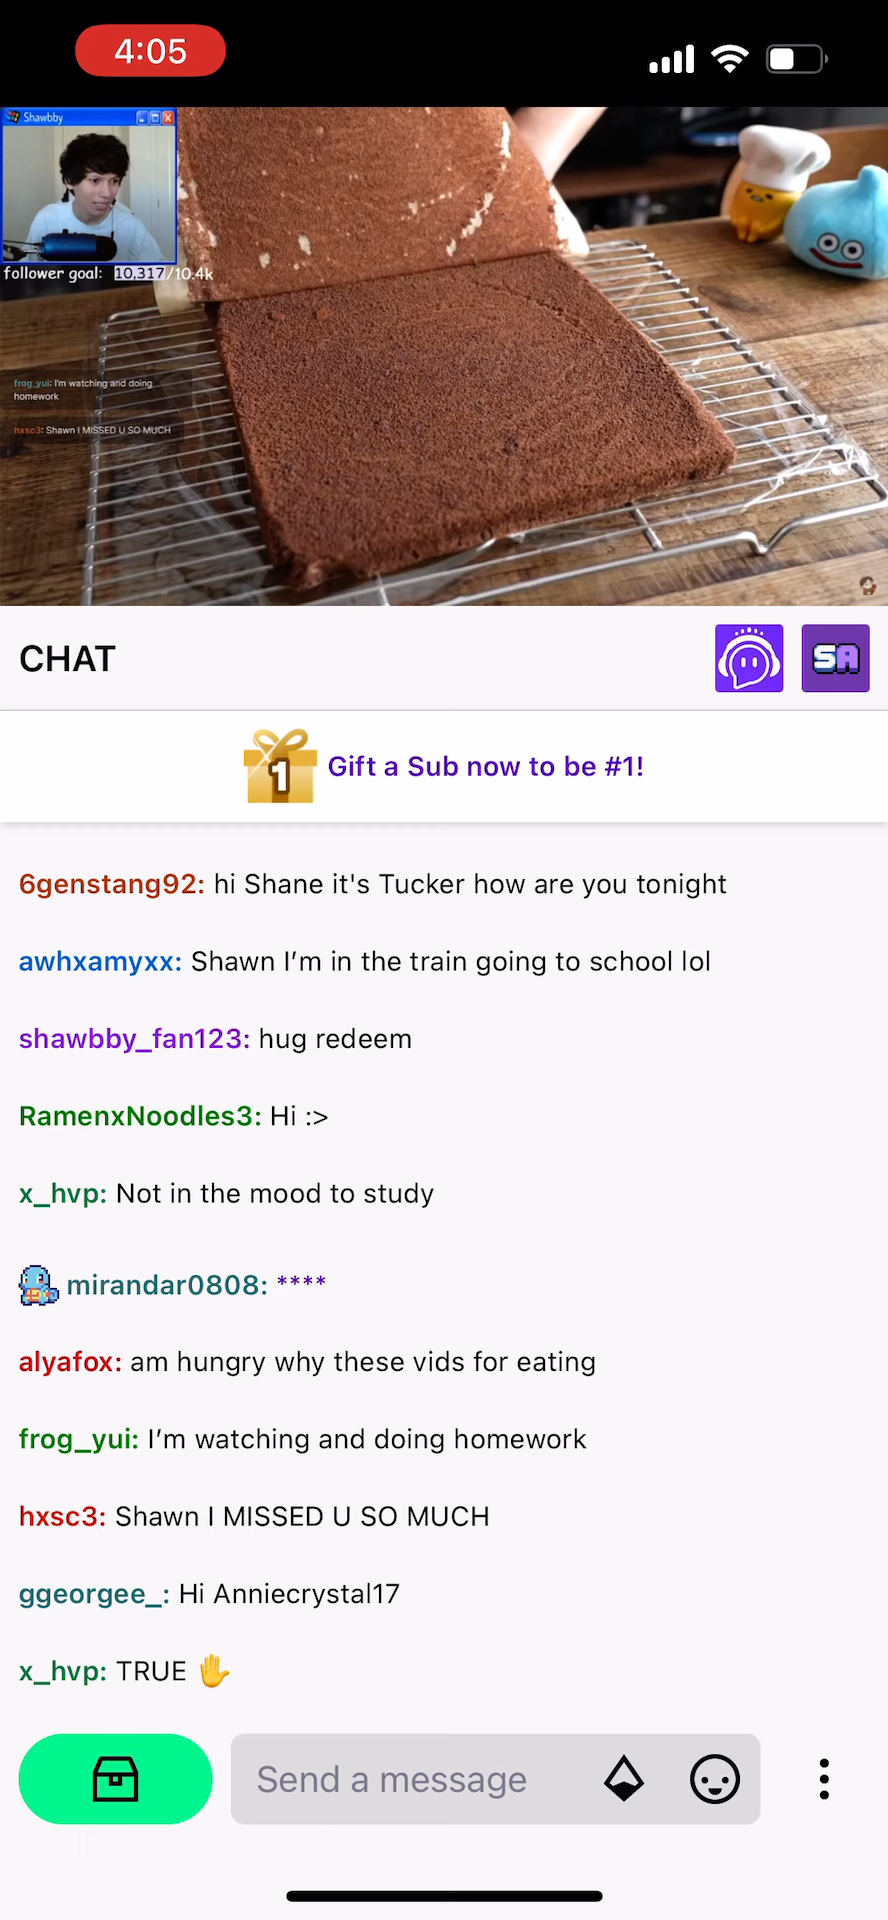 4:05
Shawbby
follower goal: 10,317/10.4k
frog_yui: I'm watching and doing
homework
hxsc3: Shawn I MISSED U SO MUCH
CHAT
SA
1
Gift a Sub now to be #1!
6genstang92: hi Shane it's Tucker how are you tonight
awhxamyxx: Shawn I’m in the train going to school lol
shawbby_fan123: hug redeem
RamenxNoodles3: Hi :>
x_hvp: Not in the mood to study
mirandar0808: ****
alyafox: am hungry why these vids for eating
frog_yui: I’m watching and doing homework
hxsc3: Shawn I MISSED U SO MUCH
ggeorgee_: Hi Anniecrystal17
x_hvp: TRUE ✋
Send a message